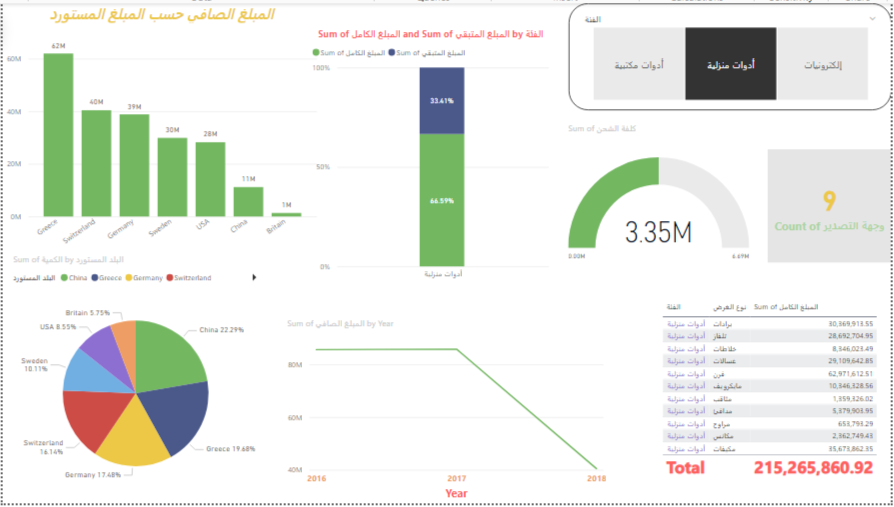 المبلغ الصافي حسب المبلغ المستورد
62M
60M
40M
39M
40M
30M
28M
20M
11M
1M
0M
Greece
Switzerland
Germany
Sweden
USA
China
Britain
Sum of المبلغ المتبقي and Sum of المبلغ الكامل by الفئة
Sum of المبلغ الكامل Sum of المبلغ المتبقي
100%
33.41%
50%
66.59%
0%
أدوات منزلية
الفئة
أدوات مكتبية
أدوات منزلية
إلكترونيات
Sum of كلفة الشحن
3.35M
0.00M
6.69M
9
Count of وجهة التصدير
Sum of الكمية by البلد المستورد
البلد المستورد China Greece Germany Switzerland
Britain 5.75%
USA 8.55%
Sweden
10.11%
Switzerland
16.14%
Germany 17.48%
Greece 19.68%
China 22.29%
Sum of المبلغ الصافي by Year
80M
60M
40M
2016
2017
2018
Year
الفئة نوع الغرض Sum of المبلغ الكامل
أدوات منزلية برادات 30,369,913.55
أدوات منزلية تلفاز 28,692,704.95
أدوات منزلية خلاطات 8,346,023.49
أدوات منزلية غسالات 29,109,642.85
أدوات منزلية فرن 62,971,612.51
أدوات منزلية مايكرويف 10,346,328.56
أدوات منزلية 1,359,326.02
أدوات منزلية مدافئ 5,379,903.95
أدوات منزلية مراوح 653,793.29
أدوات منزلية مكانس 2,362,749.43
أدوات منزلية مكيفات 35,673,862.35
Total 215,265,860.92